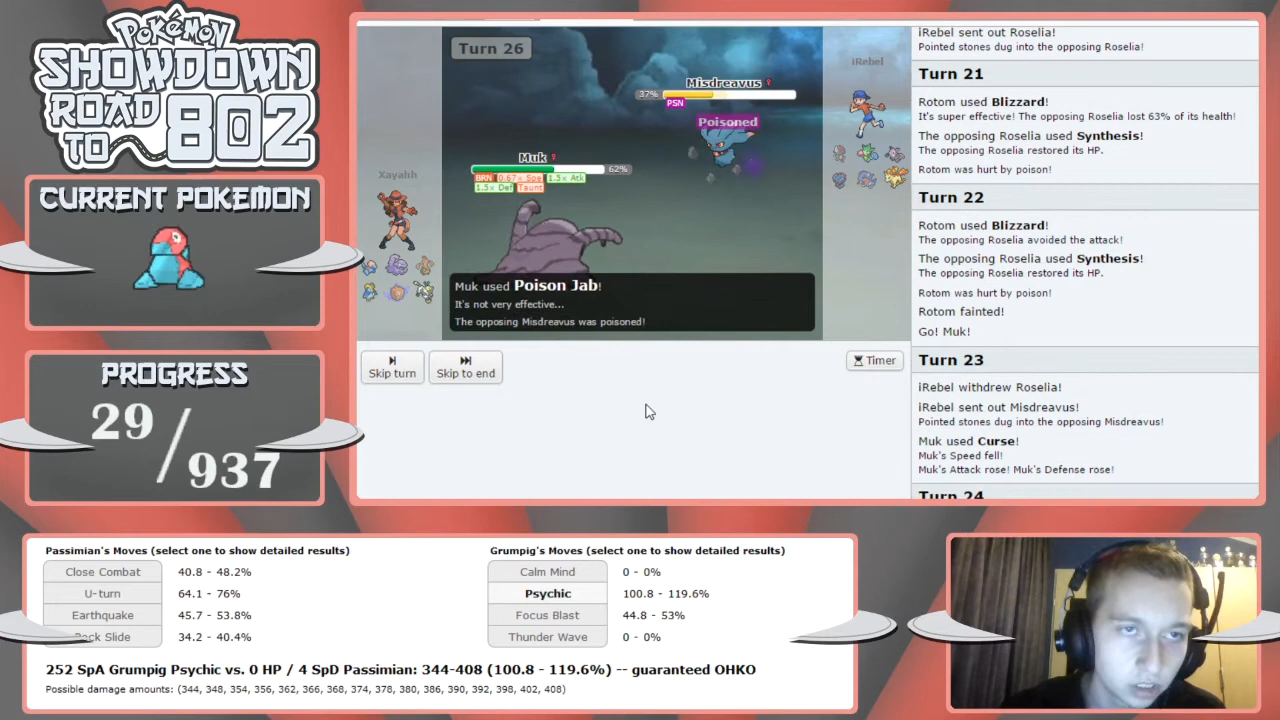 Pokémon
SHOWDOWN
ROAD
TO 802
CURRENT POKEMON
PROGRESS
29/937
Turn 26
Misdreavus
37%
PSN
Poisoned
Muk
62%
BRN 0.67× Spe 1.5× Atk
1.5× Def Taunt
Xayahh
iRebel
Muk used Poison Jab!
It's not very effective...
The opposing Misdreavus was poisoned!
Skip turn
Skip to end
Timer
iRebel sent out Roselia!
Pointed stones dug into the opposing Roselia!
Turn 21
Rotom used Blizzard!
It's super effective! The opposing Roselia lost 63% of its health!
The opposing Roselia used Synthesis!
The opposing Roselia restored its HP.
Rotom was hurt by poison!
Turn 22
Rotom used Blizzard!
The opposing Roselia avoided the attack!
The opposing Roselia used Synthesis!
The opposing Roselia restored its HP.
Rotom was hurt by poison!
Rotom fainted!
Go! Muk!
Turn 23
iRebel withdrew Roselia!
iRebel sent out Misdreavus!
Pointed stones dug into the opposing Misdreavus!
Muk used Curse!
Muk's Speed fell!
Muk's Attack rose! Muk's Defense rose!
Turn 24
Passimian's Moves (select one to show detailed results)
Close Combat 40.8 - 48.2%
U-turn 64.1 - 76%
Earthquake 45.7 - 53.8%
Rock Slide 34.2 - 40.4%
Grumpig's Moves (select one to show detailed results)
Calm Mind 0 - 0%
Psychic 100.8 - 119.6%
Focus Blast 44.8 - 53%
Thunder Wave 0 - 0%
252 SpA Grumpig Psychic vs. 0 HP / 4 SpD Passimian: 344-408 (100.8 - 119.6%) -- guaranteed OHKO
Possible damage amounts: (344, 348, 354, 356, 362, 366, 368, 374, 378, 380, 386, 390, 392, 398, 402, 408)